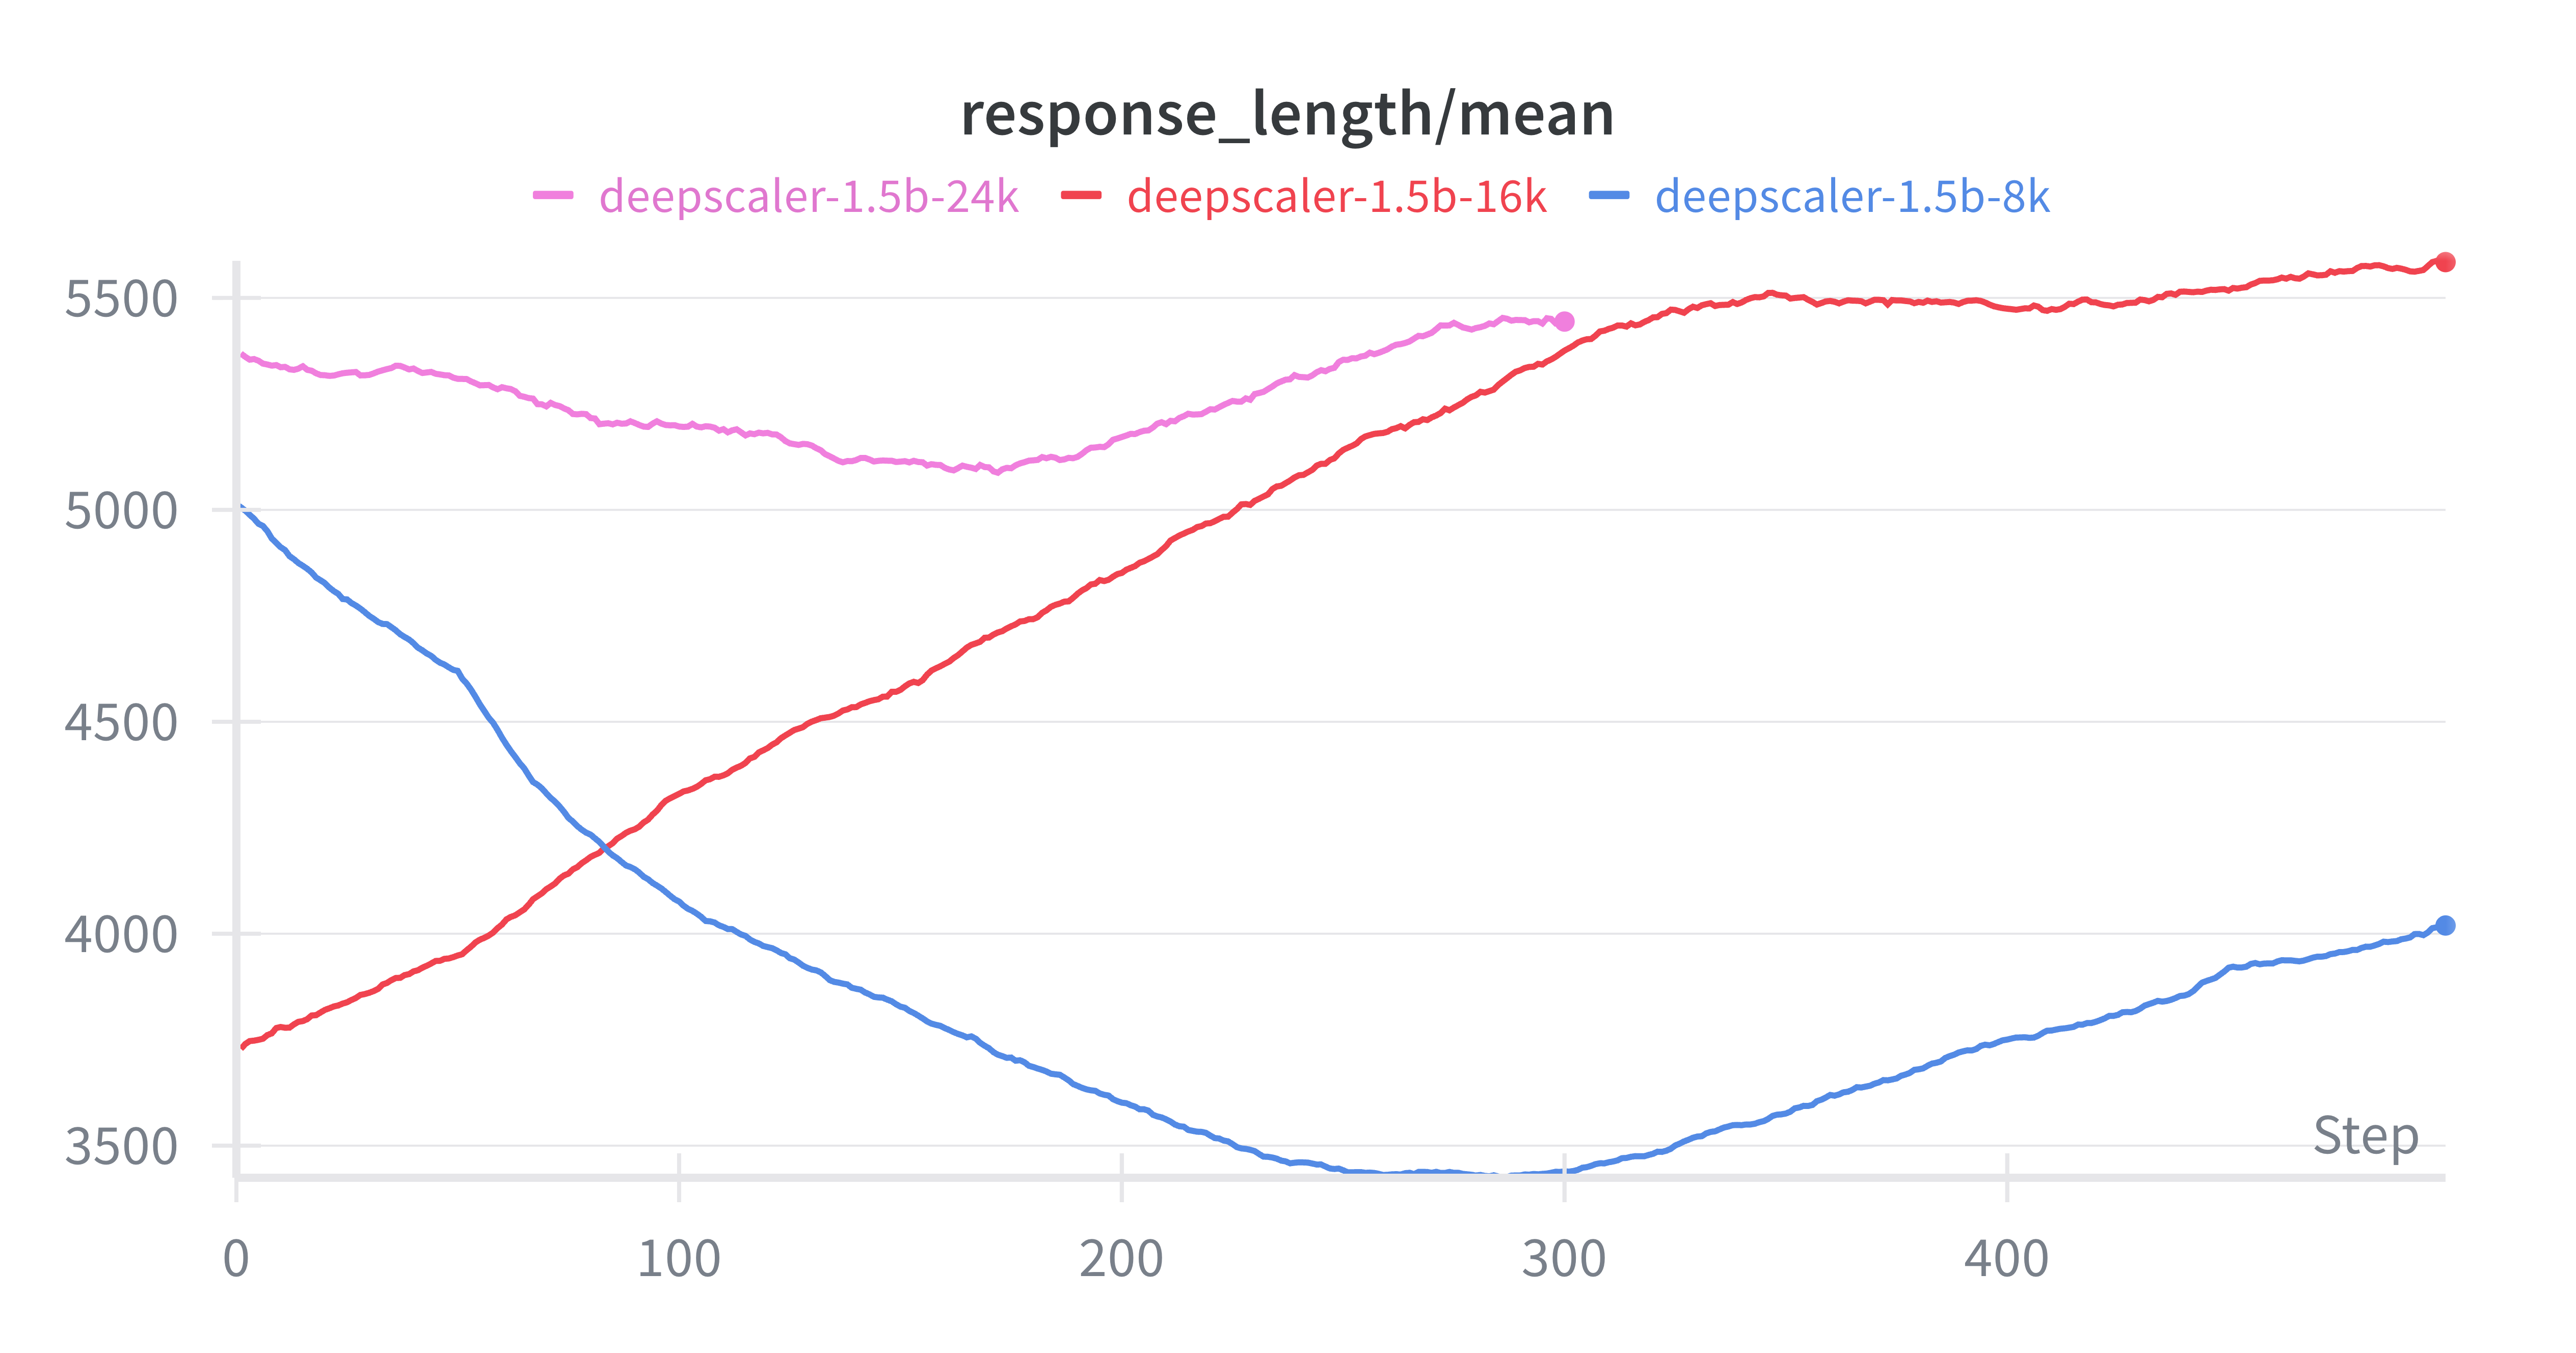 response_length/mean
deepscaler-1.5b-24k deepscaler-1.5b-16k deepscaler-1.5b-8k
5500
5000
4500
4000
3500
Step
0 100 200 300 400